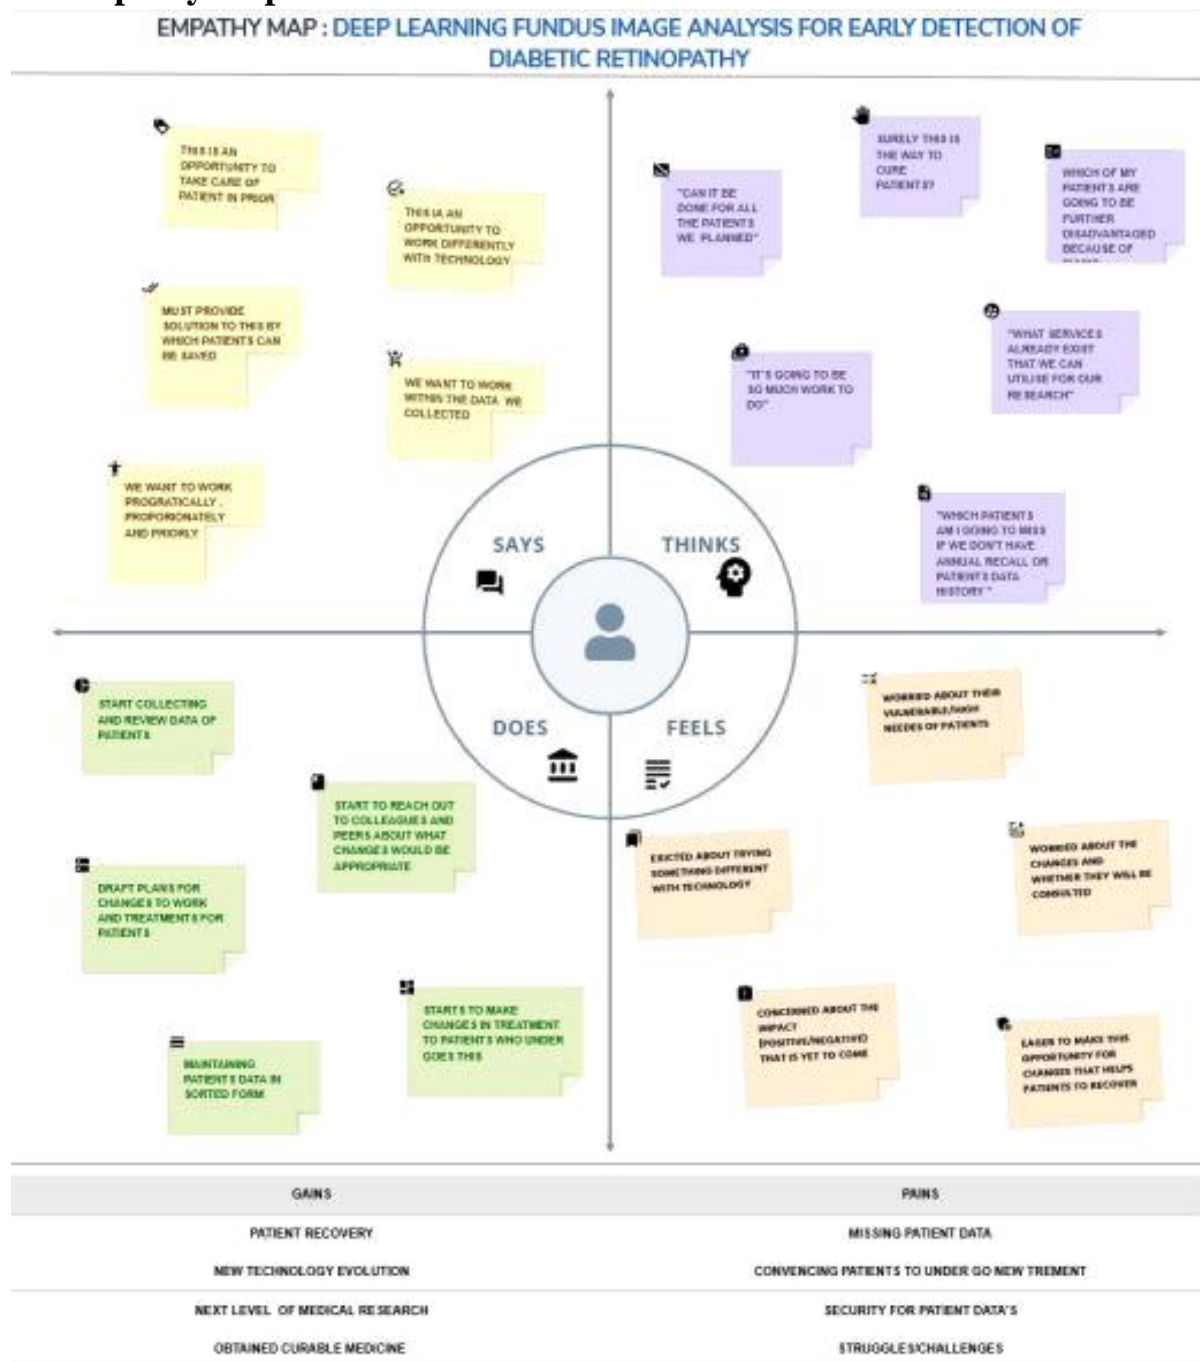 EMPATHY MAP : DEEP LEARNING FUNDUS IMAGE ANALYSIS FOR EARLY DETECTION OF
DIABETIC RETINOPATHY
THIS IS AN
OPPORTUNITY TO
TAKE CARE OF
PATIENT IN PRIOR
THIS IA AN
OPPORTUNITY TO
WORK DIFFERENTLY
WITH TECHNOLOGY
MUST PROVIDE
SOLUTION TO THIS BY
WHICH PATIENTS CAN
BE SAVED
WE WANT TO WORK
WITHIN THE DATA WE
COLLECTED
WE WANT TO WORK
PROGRATICALLY ,
PROPORIONATELY
AND PRIORLY
SURELY THIS IS
THE WAY TO
CURE
PATIENTS?
"CAN IT BE
DONE FOR ALL
THE PATIENTS
WE PLANNED"
WHICH OF MY
PATIENTS ARE
GOING TO BE
FURTHER
DISADVANTAGED
BECAUSE OF
"WHAT SERVICES
ALREADY EXIST
THAT WE CAN
UTILISE FOR OUR
RESEARCH"
"IT'S GOING TO BE
SO MUCH WORK TO
DO"
"WHICH PATIENTS
AM I GOING TO MISS
IF WE DON'T HAVE
ANNUAL RECALL OR
PATIENTS DATA
HISTORY "
SAYS
THINKS
DOES
FEELS
START COLLECTING
AND REVIEW DATA OF
PATIENTS
START TO REACH OUT
TO COLLEAGUES AND
PEERS ABOUT WHAT
CHANGES WOULD BE
APPROPRIATE
DRAFT PLANS FOR
CHANGES TO WORK
AND TREATMENTS FOR
PATIENTS
STARTS TO MAKE
CHANGES IN TREATMENT
TO PATIENTS WHO UNDER
GOES THIS
MAINTAINING
PATIENTS DATA IN
SORTED FORM
WORRIED ABOUT THEIR
VULNERABLE/HIGH
NEEDES OF PATIENTS
EXICTED ABOUT TRYING
SOMETHING DIFFERENT
WITH TECHNOLOGY
WORRIED ABOUT THE
CHANGES AND
WHETHER THEY WILL BE
CONSULTED
CONCERNED ABOUT THE
IMPACT
(POSITIVE/NEGATIVE)
THAT IS YET TO COME
EAGER TO MAKE THIS
OPPORTUNITY FOR
CHANGES THAT HELPS
PATIENTS TO RECOVER
GAINS
PAINS
PATIENT RECOVERY
MISSING PATIENT DATA
NEW TECHNOLOGY EVOLUTION
CONVENCING PATIENTS TO UNDER GO NEW TREMENT
NEXT LEVEL OF MEDICAL RESEARCH
SECURITY FOR PATIENT DATA'S
OBTAINED CURABLE MEDICINE
STRUGGLES/CHALLENGES